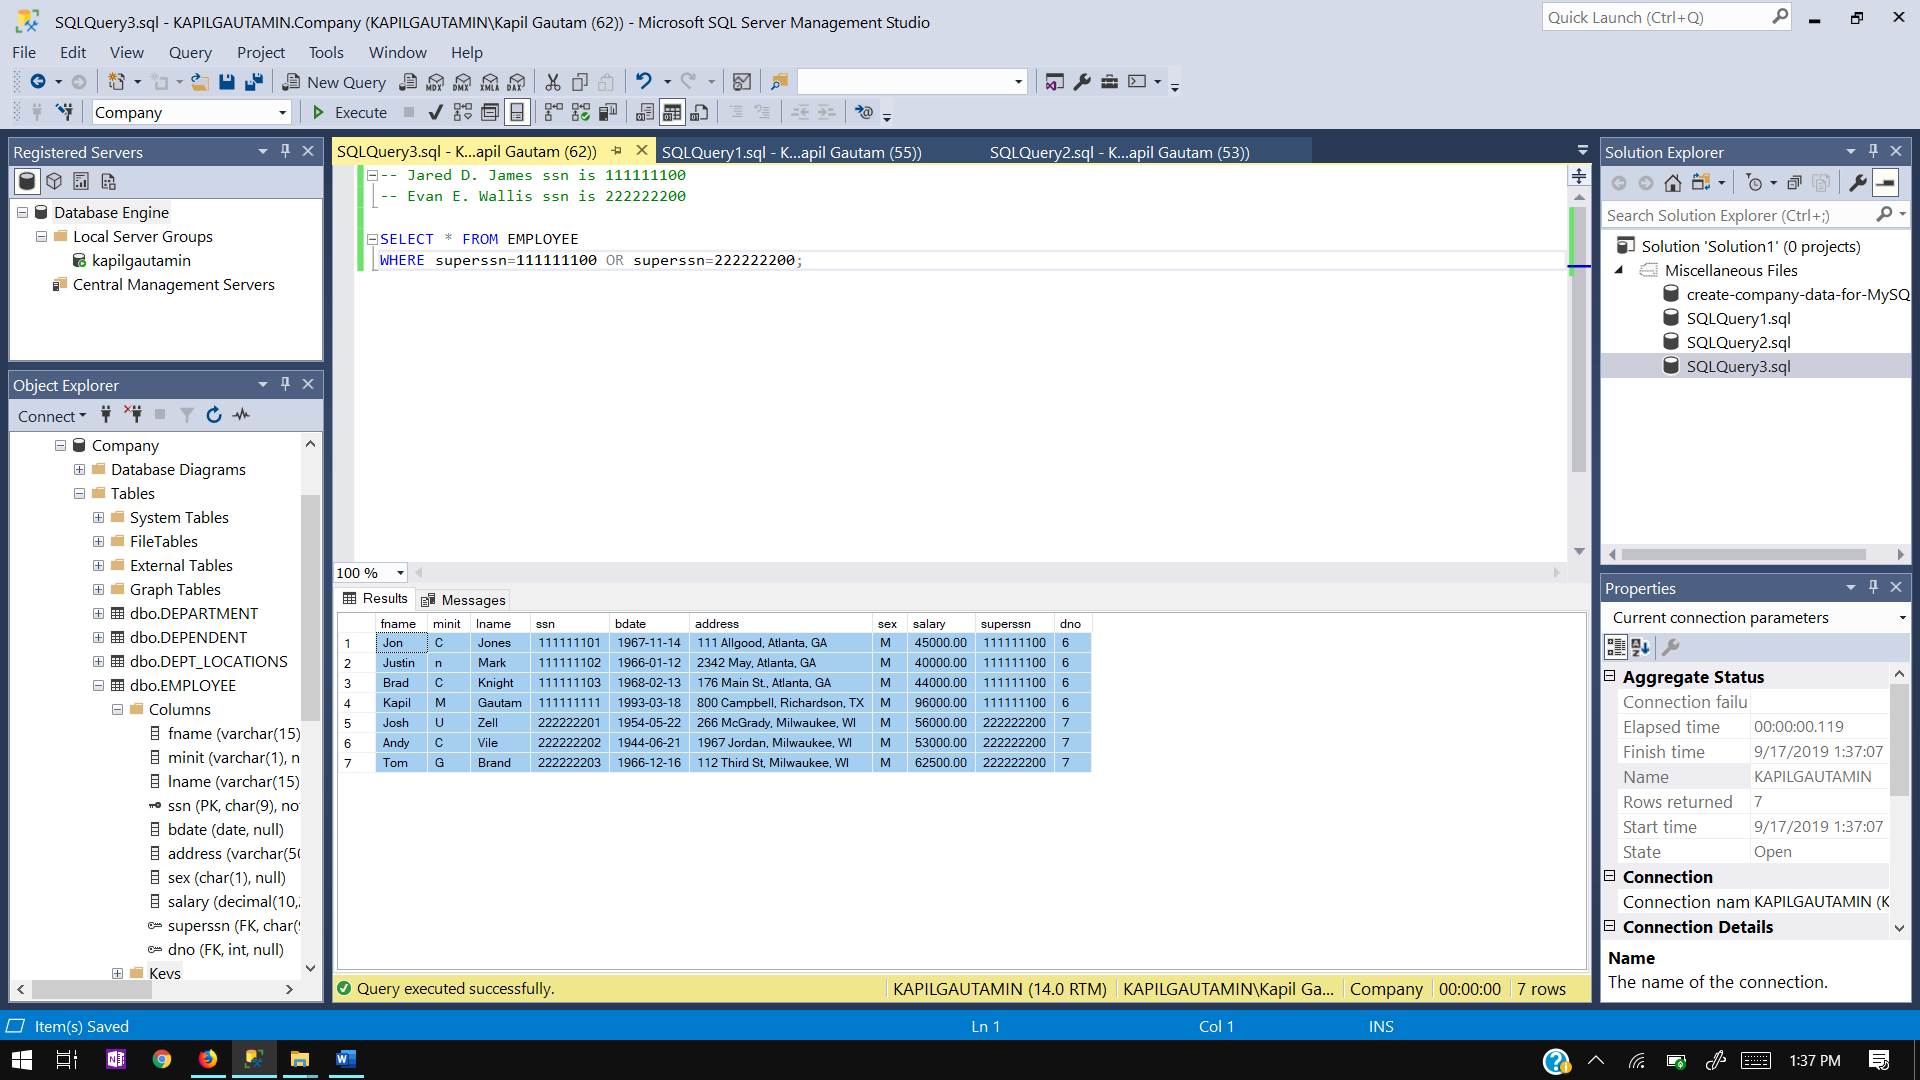 SQLQuery3.sql - KAPILGAUTAMIN.Company (KAPILGAUTAMIN\Kapil Gautam (62)) - Microsoft SQL Server Management Studio
Quick Launch (Ctrl+Q)
File Edit View Query Project Tools Window Help
New Query MDX DMX XMLA DAX
Company Execute
Registered Servers
Database Engine
Local Server Groups
kapilgautamin
Central Management Servers
Object Explorer
Connect
Company
Database Diagrams
Tables
System Tables
FileTables
External Tables
Graph Tables
dbo.DEPARTMENT
dbo.DEPENDENT
dbo.DEPT_LOCATIONS
dbo.EMPLOYEE
Columns
fname (varchar(15)
minit (varchar(1), n
lname (varchar(15)
ssn (PK, char(9), no
bdate (date, null)
address (varchar(50
sex (char(1), null)
salary (decimal(10,
superssn (FK, char(
dno (FK, int, null)
Keys
SQLQuery3.sql - K...apil Gautam (62)) SQLQuery1.sql - K...apil Gautam (55)) SQLQuery2.sql - K...apil Gautam (53))
-- Jared D. James ssn is 111111100
-- Evan E. Wallis ssn is 222222200
SELECT * FROM EMPLOYEE
WHERE superssn=111111100 OR superssn=222222200;
100 %
Results Messages
fname minit lname ssn bdate address sex salary superssn dno
1 Jon C Jones 111111101 1967-11-14 111 Allgood, Atlanta, GA M 45000.00 111111100 6
2 Justin n Mark 111111102 1966-01-12 2342 May, Atlanta, GA M 40000.00 111111100 6
3 Brad C Knight 111111103 1968-02-13 176 Main St., Atlanta, GA M 44000.00 111111100 6
4 Kapil M Gautam 111111111 1993-03-18 800 Campbell, Richardson, TX M 96000.00 111111100 6
5 Josh U Zell 222222201 1954-05-22 266 McGrady, Milwaukee, WI M 56000.00 222222200 7
6 Andy C Vile 222222202 1944-06-21 1967 Jordan, Milwaukee, WI M 53000.00 222222200 7
7 Tom G Brand 222222203 1966-12-16 112 Third St, Milwaukee, WI M 62500.00 222222200 7
Query executed successfully. KAPILGAUTAMIN (14.0 RTM) KAPILGAUTAMIN\Kapil Ga... Company 00:00:00 7 rows
Solution Explorer
Search Solution Explorer (Ctrl+;)
Solution 'Solution1' (0 projects)
Miscellaneous Files
create-company-data-for-MySQ
SQLQuery1.sql
SQLQuery2.sql
SQLQuery3.sql
Properties
Current connection parameters
Aggregate Status
Connection failu
Elapsed time 00:00:00.119
Finish time 9/17/2019 1:37:07
Name KAPILGAUTAMIN
Rows returned 7
Start time 9/17/2019 1:37:07
State Open
Connection
Connection nam KAPILGAUTAMIN (K
Connection Details
Name
The name of the connection.
Item(s) Saved Ln 1 Col 1 INS
1:37 PM